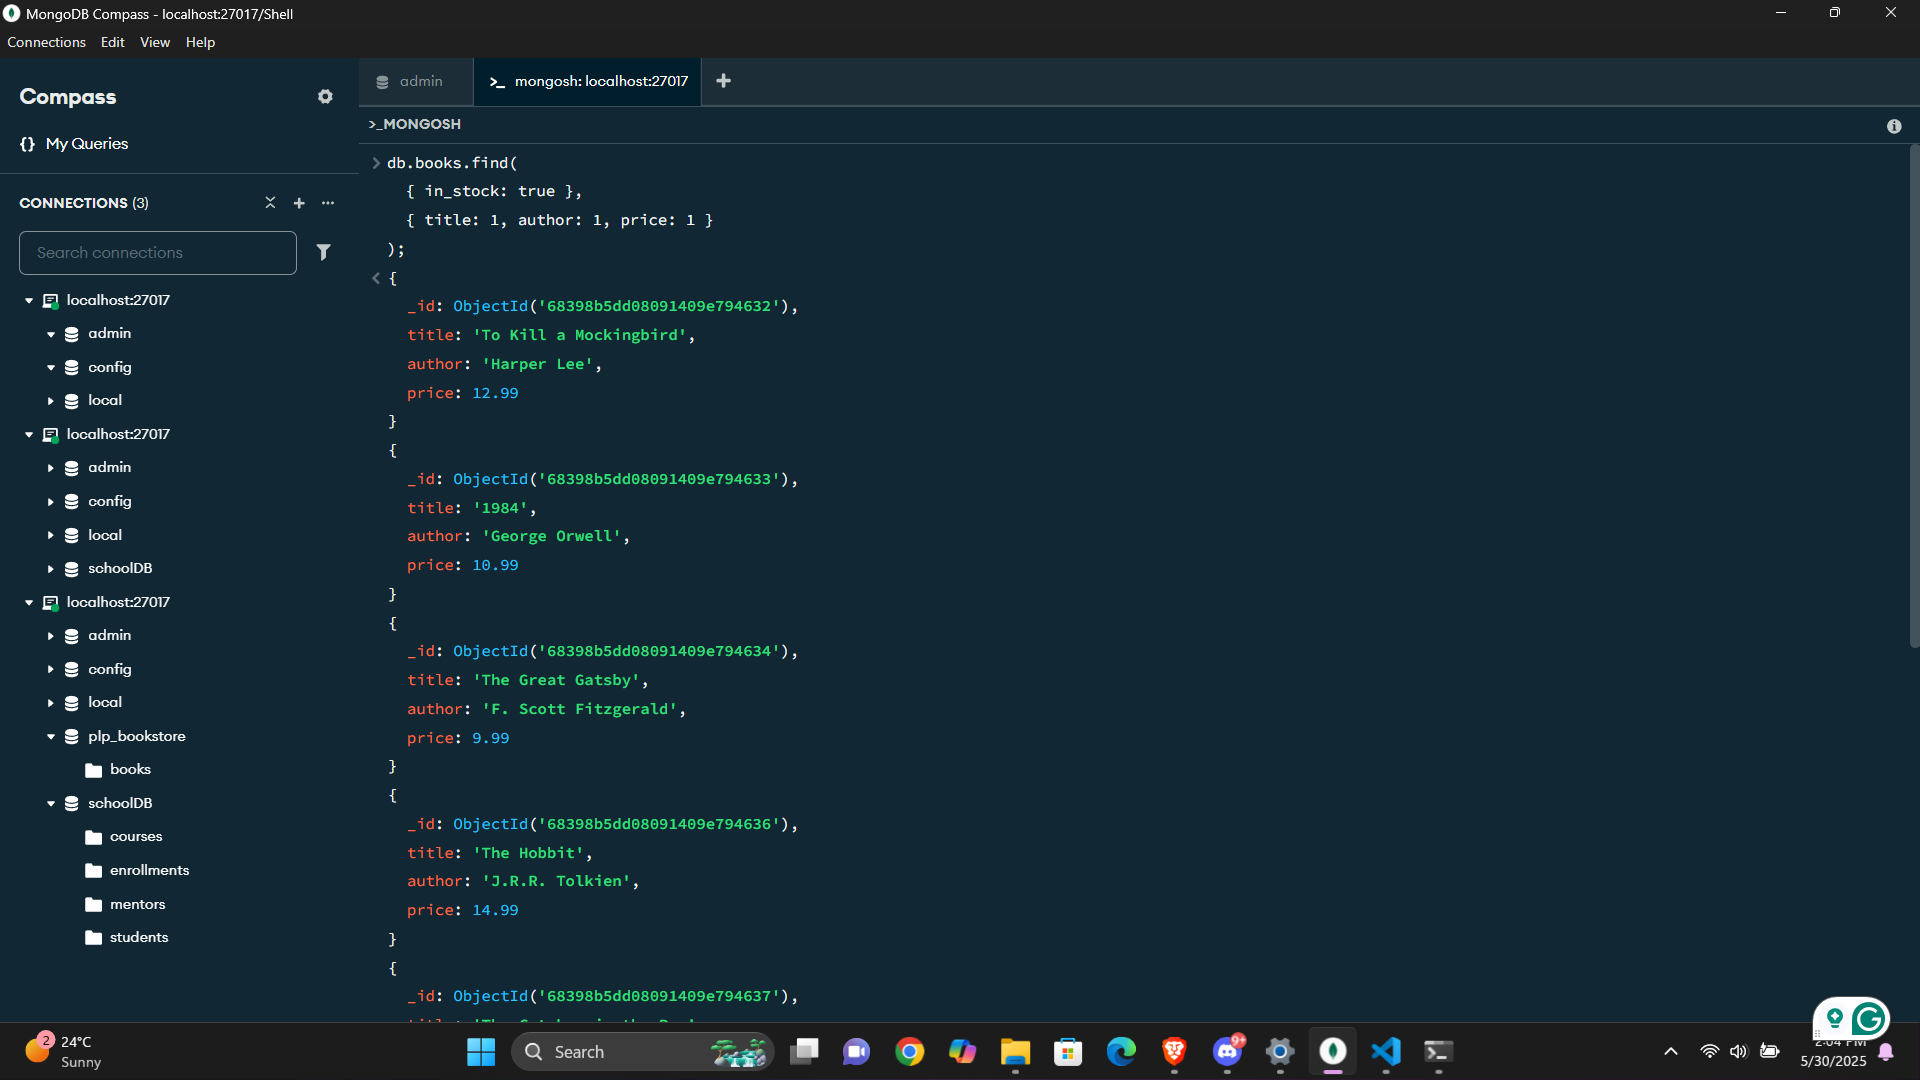 MongoDB Compass - localhost:27017/Shell
Connections Edit View Help
Compass
My Queries
CONNECTIONS (3)
Search connections
localhost:27017
admin
config
local
localhost:27017
admin
config
local
schoolDB
localhost:27017
admin
config
local
plp_bookstore
books
schoolDB
courses
enrollments
mentors
students
admin
>_ mongosh: localhost:27017
>_MONGOSH
> db.books.find(
{ in_stock: true },
{ title: 1, author: 1, price: 1 }
);
< {
_id: ObjectId('68398b5dd08091409e794632'),
title: 'To Kill a Mockingbird',
author: 'Harper Lee',
price: 12.99
}
{
_id: ObjectId('68398b5dd08091409e794633'),
title: '1984',
author: 'George Orwell',
price: 10.99
}
{
_id: ObjectId('68398b5dd08091409e794634'),
title: 'The Great Gatsby',
author: 'F. Scott Fitzgerald',
price: 9.99
}
{
_id: ObjectId('68398b5dd08091409e794636'),
title: 'The Hobbit',
author: 'J.R.R. Tolkien',
price: 14.99
}
{
_id: ObjectId('68398b5dd08091409e794637'),
2
24°C
Sunny
Search
9+
2:04 PM
5/30/2025